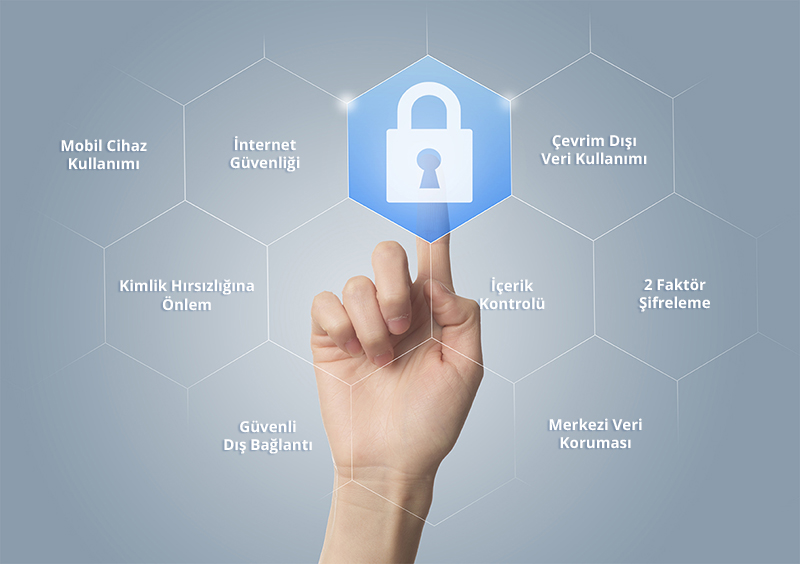 Mobil Cihaz
Kullanımı
İnternet
Güvenliği
Çevrim Dışı
Veri Kullanımı
Kimlik Hırsızlığına
Önlem
İçerik
Kontrolü
2 Faktör
Şifreleme
Güvenli
Dış Bağlantı
Merkezi Veri
Koruması